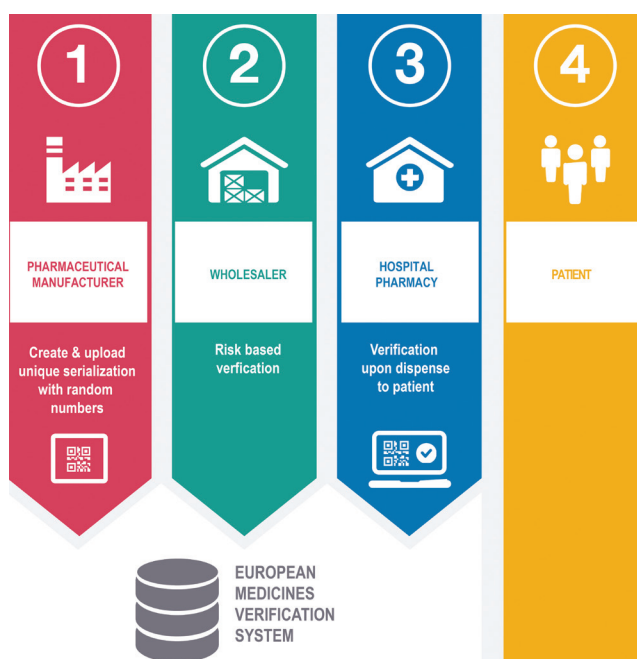 1
PHARMACEUTICAL
MANUFACTURER
Create & upload
unique serialization
with random
numbers
2
WHOLESALER
Risk based
verfication
3
HOSPITAL
PHARMACY
Verification
upon dispense
to patient
4
PATIENT
EUROPEAN
MEDICINES
VERIFICATION
SYSTEM